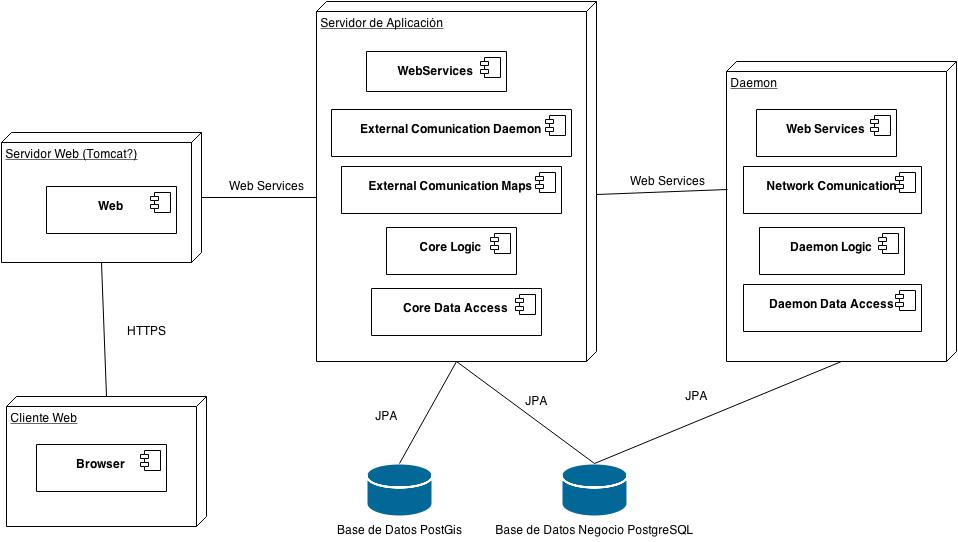 Servidor de Aplicación
WebServices
External Comunication Daemon
External Comunication Maps
Core Logic
Core Data Access
Daemon
Web Services
Network Comunication
Daemon Logic
Daemon Data Access
Servidor Web (Tomcat?)
Web
Web Services
Web Services
HTTPS
Cliente Web
Browser
JPA
JPA
JPA
Base de Datos PostGis
Base de Datos Negocio PostgreSQL